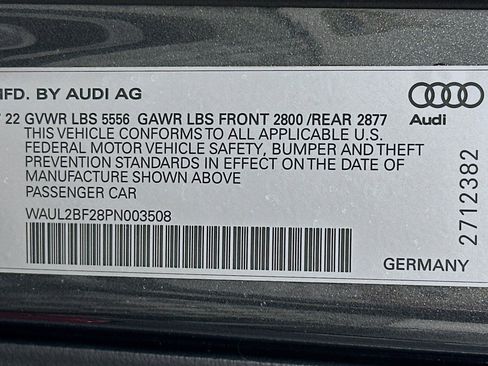 MFD. BY AUDI AG
22 GVWR LBS 5556 GAWR LBS FRONT 2800 /REAR 2877
THIS VEHICLE CONFORMS TO ALL APPLICABLE U.S.
FEDERAL MOTOR VEHICLE SAFETY, BUMPER AND THEFT
PREVENTION STANDARDS IN EFFECT ON THE DATE OF
MANUFACTURE SHOWN ABOVE
PASSENGER CAR
WAUL2BF28PN003508
Audi
2712382
GERMANY